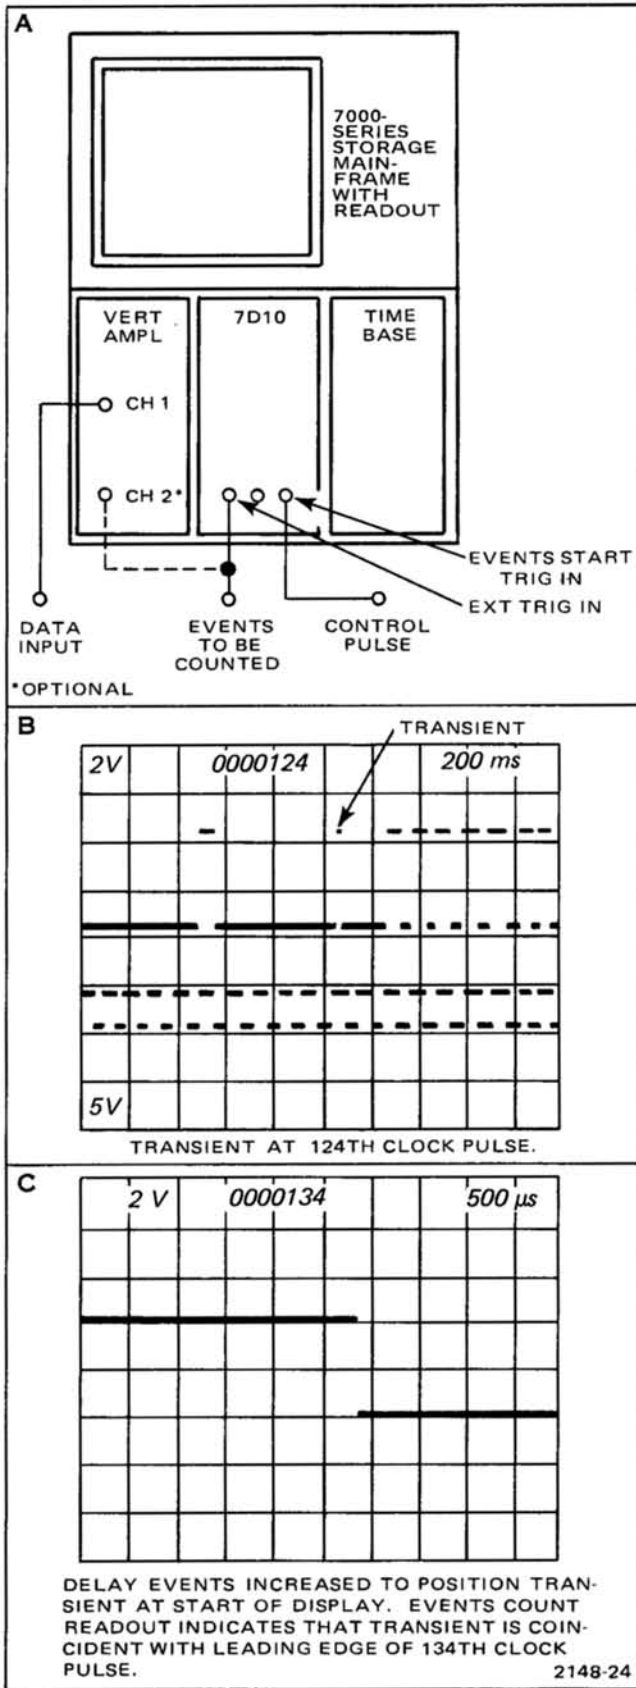 A
7000-
SERIES
STORAGE
MAIN-
FRAME
WITH
READOUT
VERT
AMPL
7D10
TIME
BASE
CH 1
CH 2*
EVENTS START
TRIG IN
EXT TRIG IN
DATA
INPUT
EVENTS
TO BE
COUNTED
CONTROL
PULSE
*OPTIONAL
B
TRANSIENT
2V 0000124 200 ms
5V
TRANSIENT AT 124TH CLOCK PULSE.
C
2 V 0000134 500 µs
DELAY EVENTS INCREASED TO POSITION TRAN-
SIENT AT START OF DISPLAY. EVENTS COUNT
READOUT INDICATES THAT TRANSIENT IS COIN-
CIDENT WITH LEADING EDGE OF 134TH CLOCK
PULSE.
2148-24